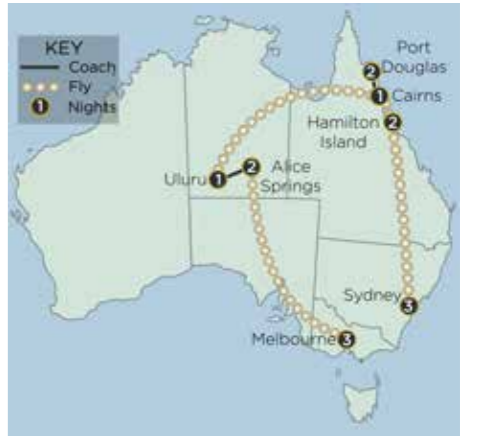 KEY
Coach
Fly
1 Nights
Port
2 Douglas
1 Cairns
Hamilton 2
Island
Uluru 1
2 Alice
Springs
Sydney 3
Melbourne 3